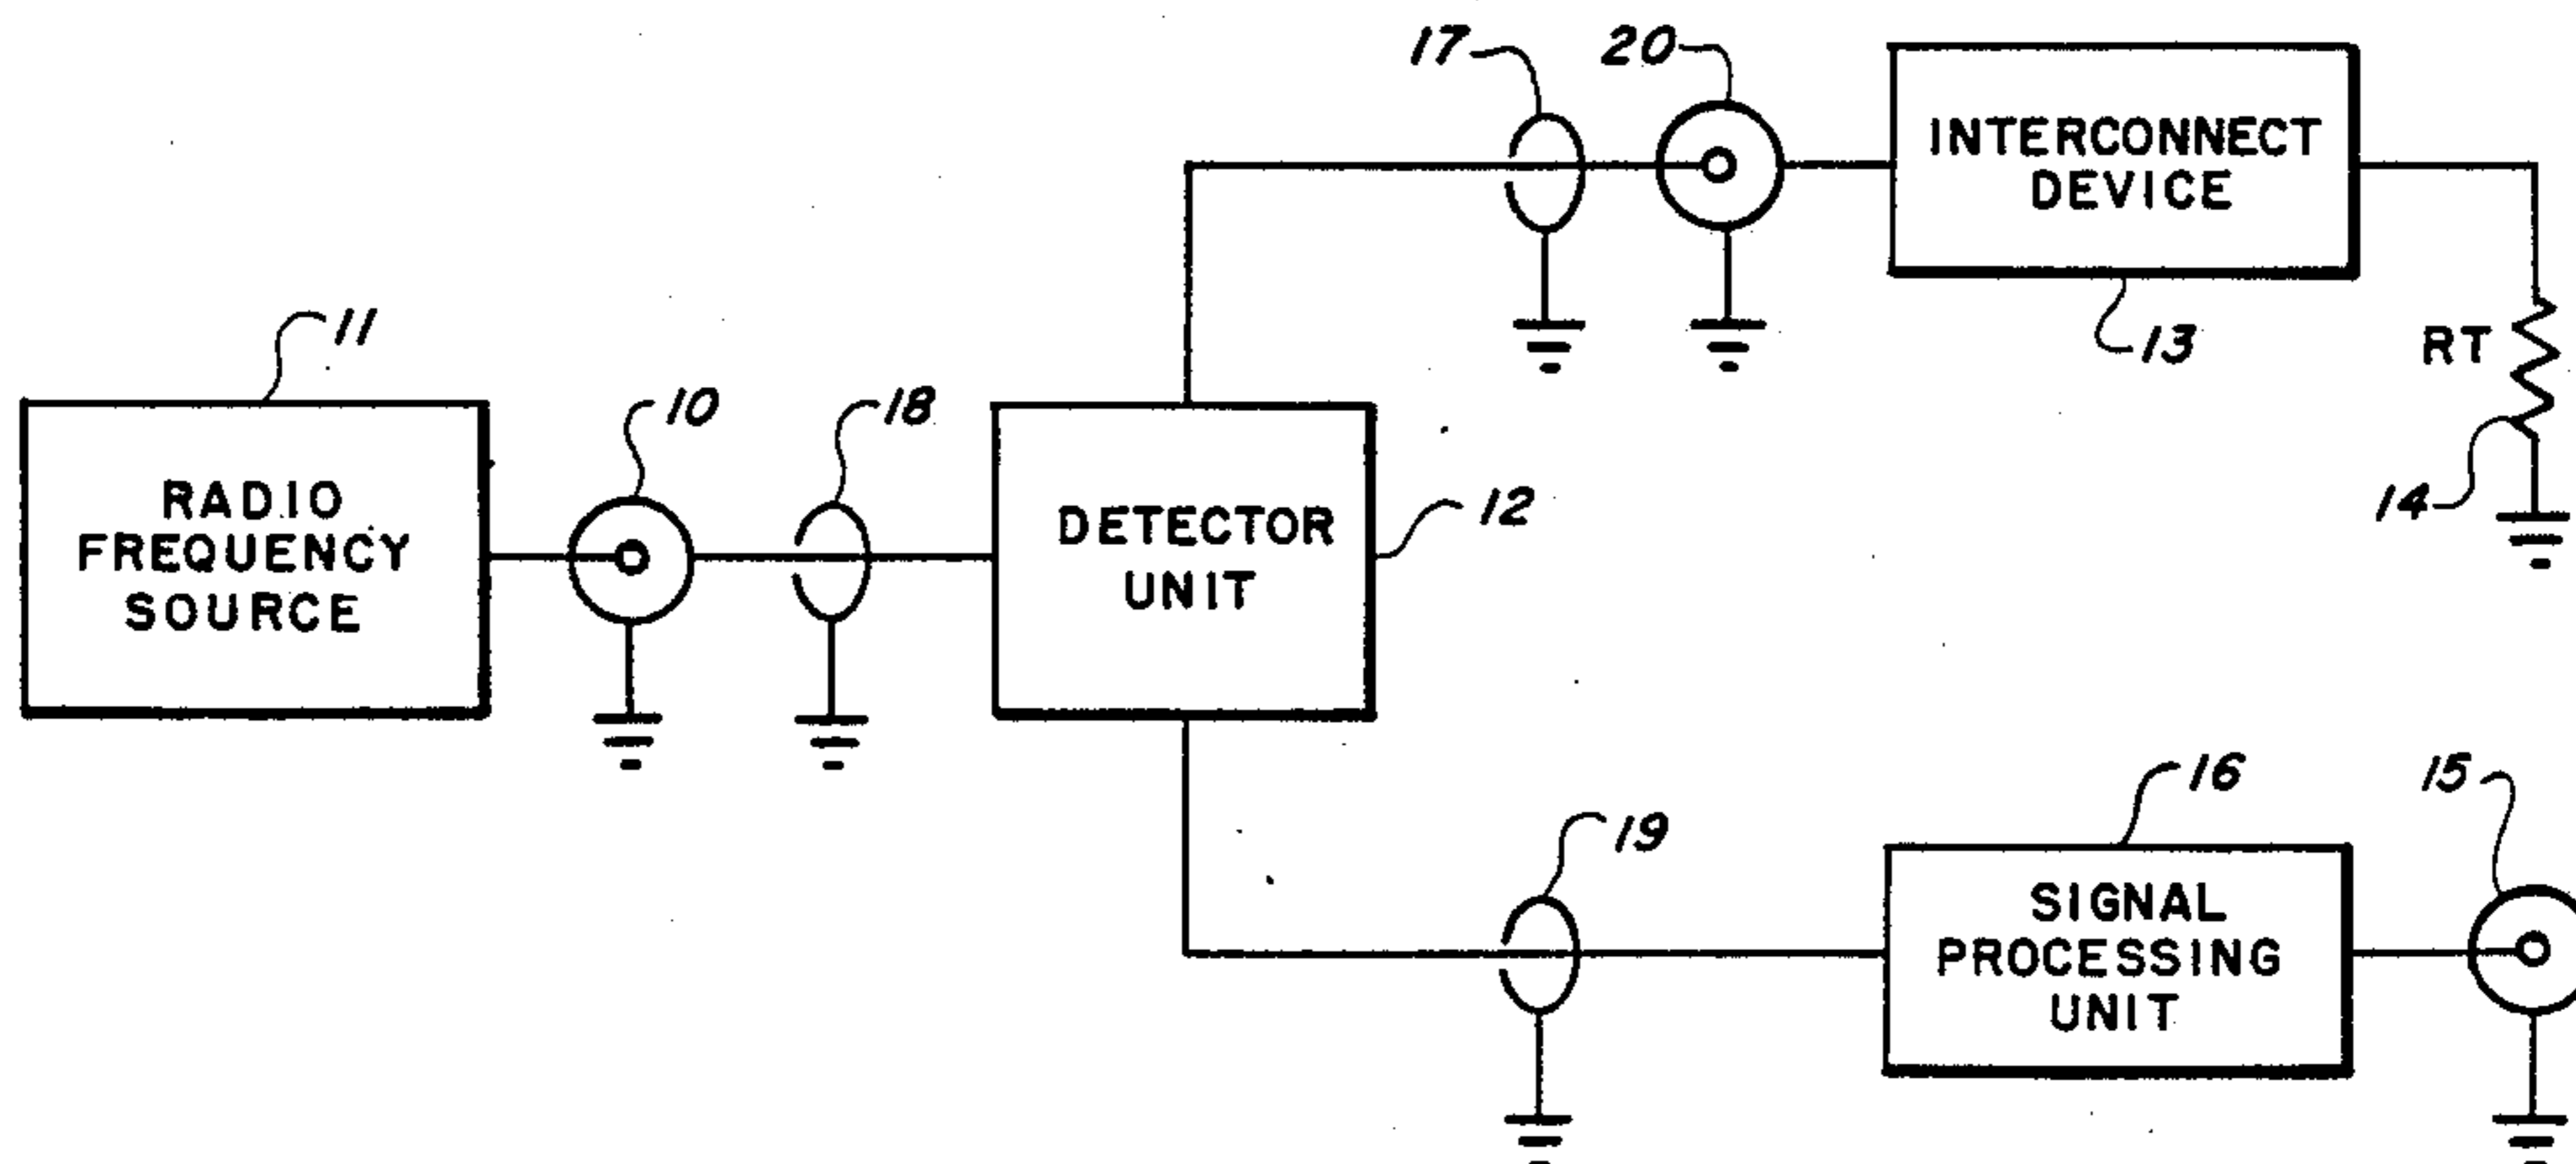 17
20
INTERCONNECT
DEVICE
13
RT
14
11
10
18
RADIO
FREQUENCY
SOURCE
DETECTOR
UNIT
12
19
16
15
SIGNAL
PROCESSING
UNIT